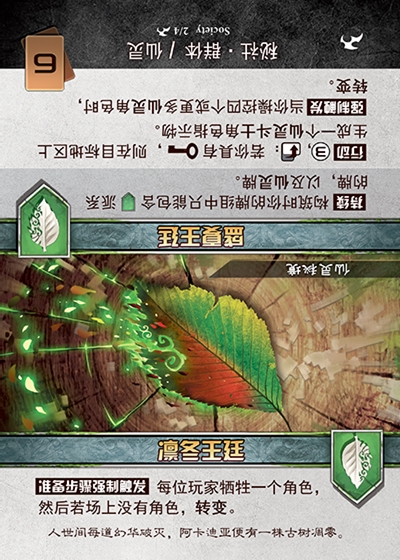 凛冬王廷
仙灵秘境
盛夏王廷
持续 构筑时你的牌组中只能包含 派系
的牌，以及仙灵牌。
行动 3，：若你具有，则在目标地区上
生成一个仙灵斗士角色指示物。
强制触发 当你操控四个或更多仙灵角色时，
转变。
6
秘社·群体 / 仙灵
Society 2/4
准备步骤强制触发 每位玩家牺牲一个角色，
然后若场上没有角色，转变。
人世间每道幻华破灭，阿卡迪亚便有一棵古树凋零。